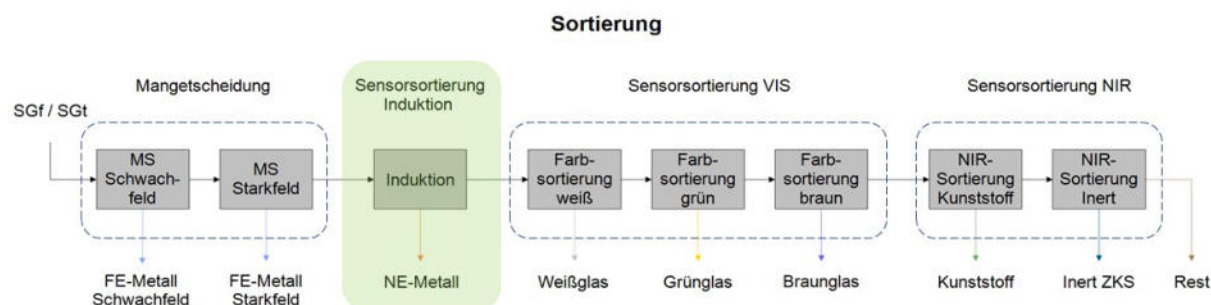 Sortierung
Mangetscheidung
Sensorsortierung
Induktion
Sensorsortierung VIS
Sensorsortierung NIR
SGf / SGt
MS
Schwach-
feld
MS
Starkfeld
Induktion
Farb-
sortierung
weiß
Farb-
sortierung
grün
Farb-
sortierung
braun
NIR-
Sortierung
Kunststoff
NIR-
Sortierung
Inert
FE-Metall
Schwachfeld
FE-Metall
Starkfeld
NE-Metall
Weißglas
Grünglas
Braunglas
Kunststoff
Inert ZKS
Rest